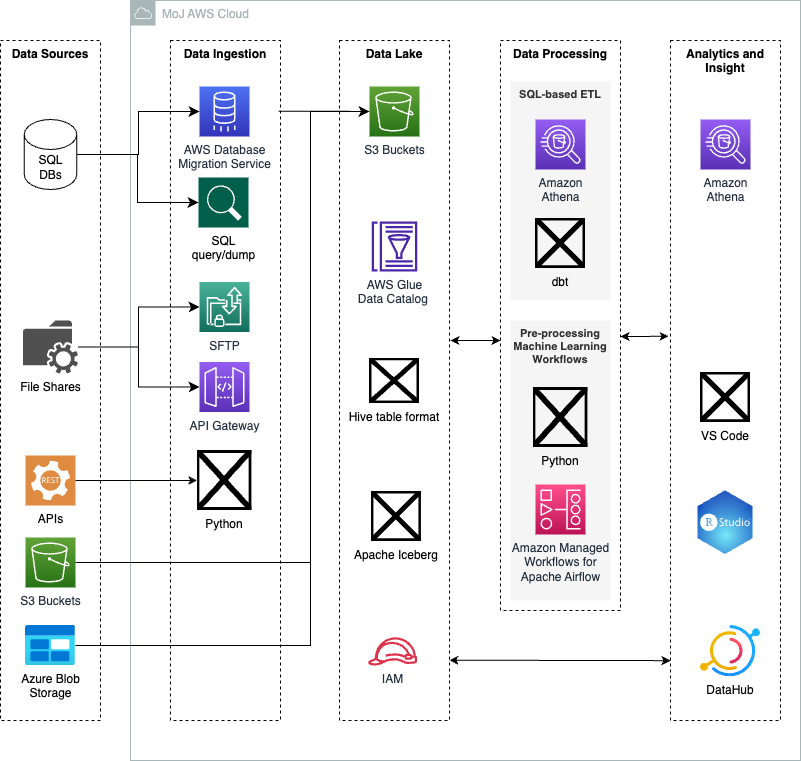 MoJ AWS Cloud
Data Sources
SQL
DBs
File Shares
REST
APIs
S3 Buckets
Azure Blob
Storage
Data Ingestion
AWS Database
Migration Service
SQL
query/dump
SFTP
</>
API Gateway
Python
Data Lake
S3 Buckets
AWS Glue
Data Catalog
Hive table format
Apache Iceberg
IAM
Data Processing
SQL-based ETL
Amazon
Athena
dbt
Pre-processing
Machine Learning
Workflows
Python
Amazon Managed
Workflows for
Apache Airflow
Analytics and
Insight
Amazon
Athena
VS Code
R Studio
DataHub